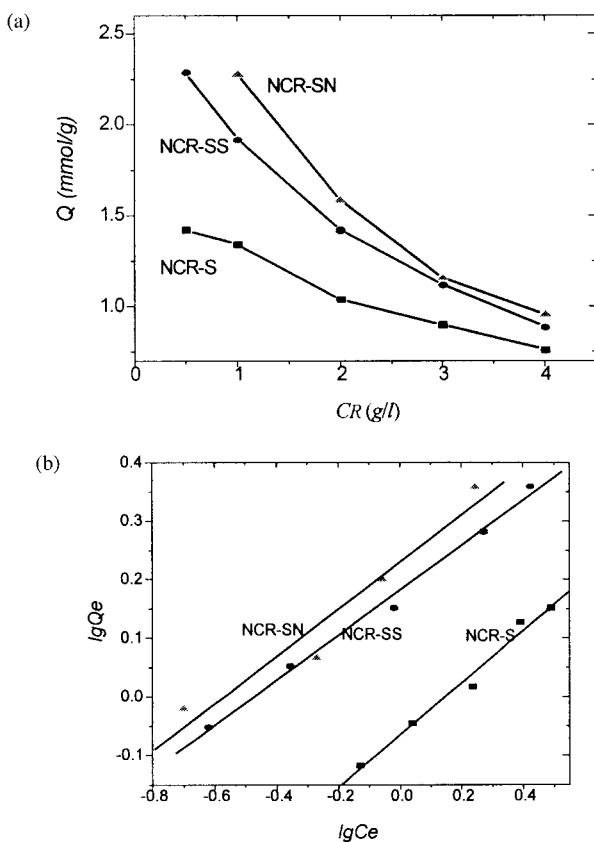 (a)
2.5
2.0
1.5
1.0
Q (mmol/g)
NCR-SN
NCR-SS
NCR-S
0 1 2 3 4
CR (g/l)
(b)
0.4
0.3
0.2
0.1
0.0
-0.1
lgQe
NCR-SN
NCR-SS
NCR-S
-0.8 -0.6 -0.4 -0.2 0.0 0.2 0.4
lgCe